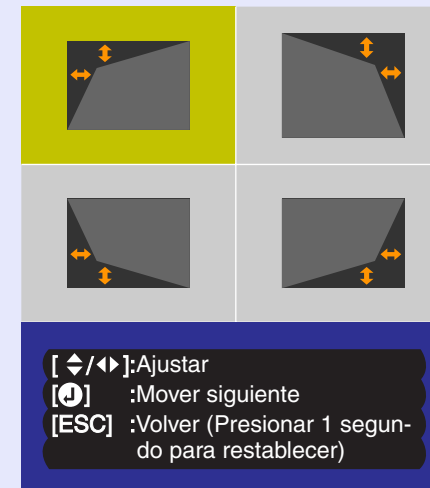 [ ⬍/◂▸]:Ajustar
[⏎] :Mover siguiente
[ESC] :Volver (Presionar 1 segun-
do para restablecer)